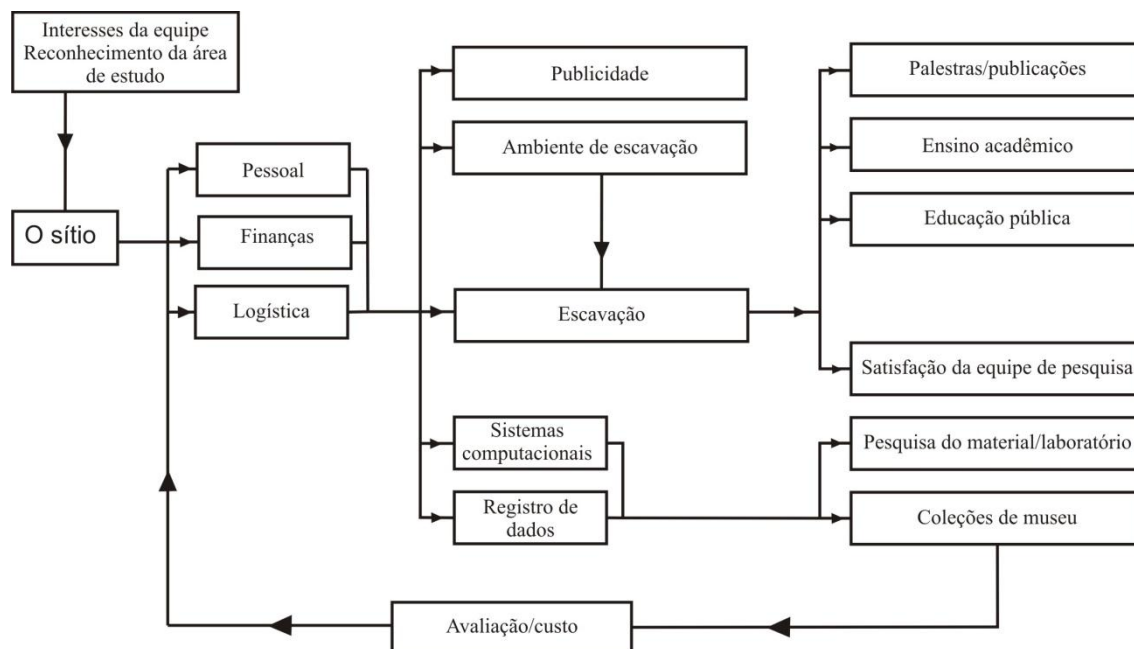 Interesses da equipe
Reconhecimento da área
de estudo
O sítio
Pessoal
Finanças
Logística
Publicidade
Ambiente de escavação
Escavação
Sistemas
computacionais
Registro de
dados
Palestras/publicações
Ensino acadêmico
Educação pública
Satisfação da equipe de pesquisa
Pesquisa do material/laboratório
Coleções de museu
Avaliação/custo